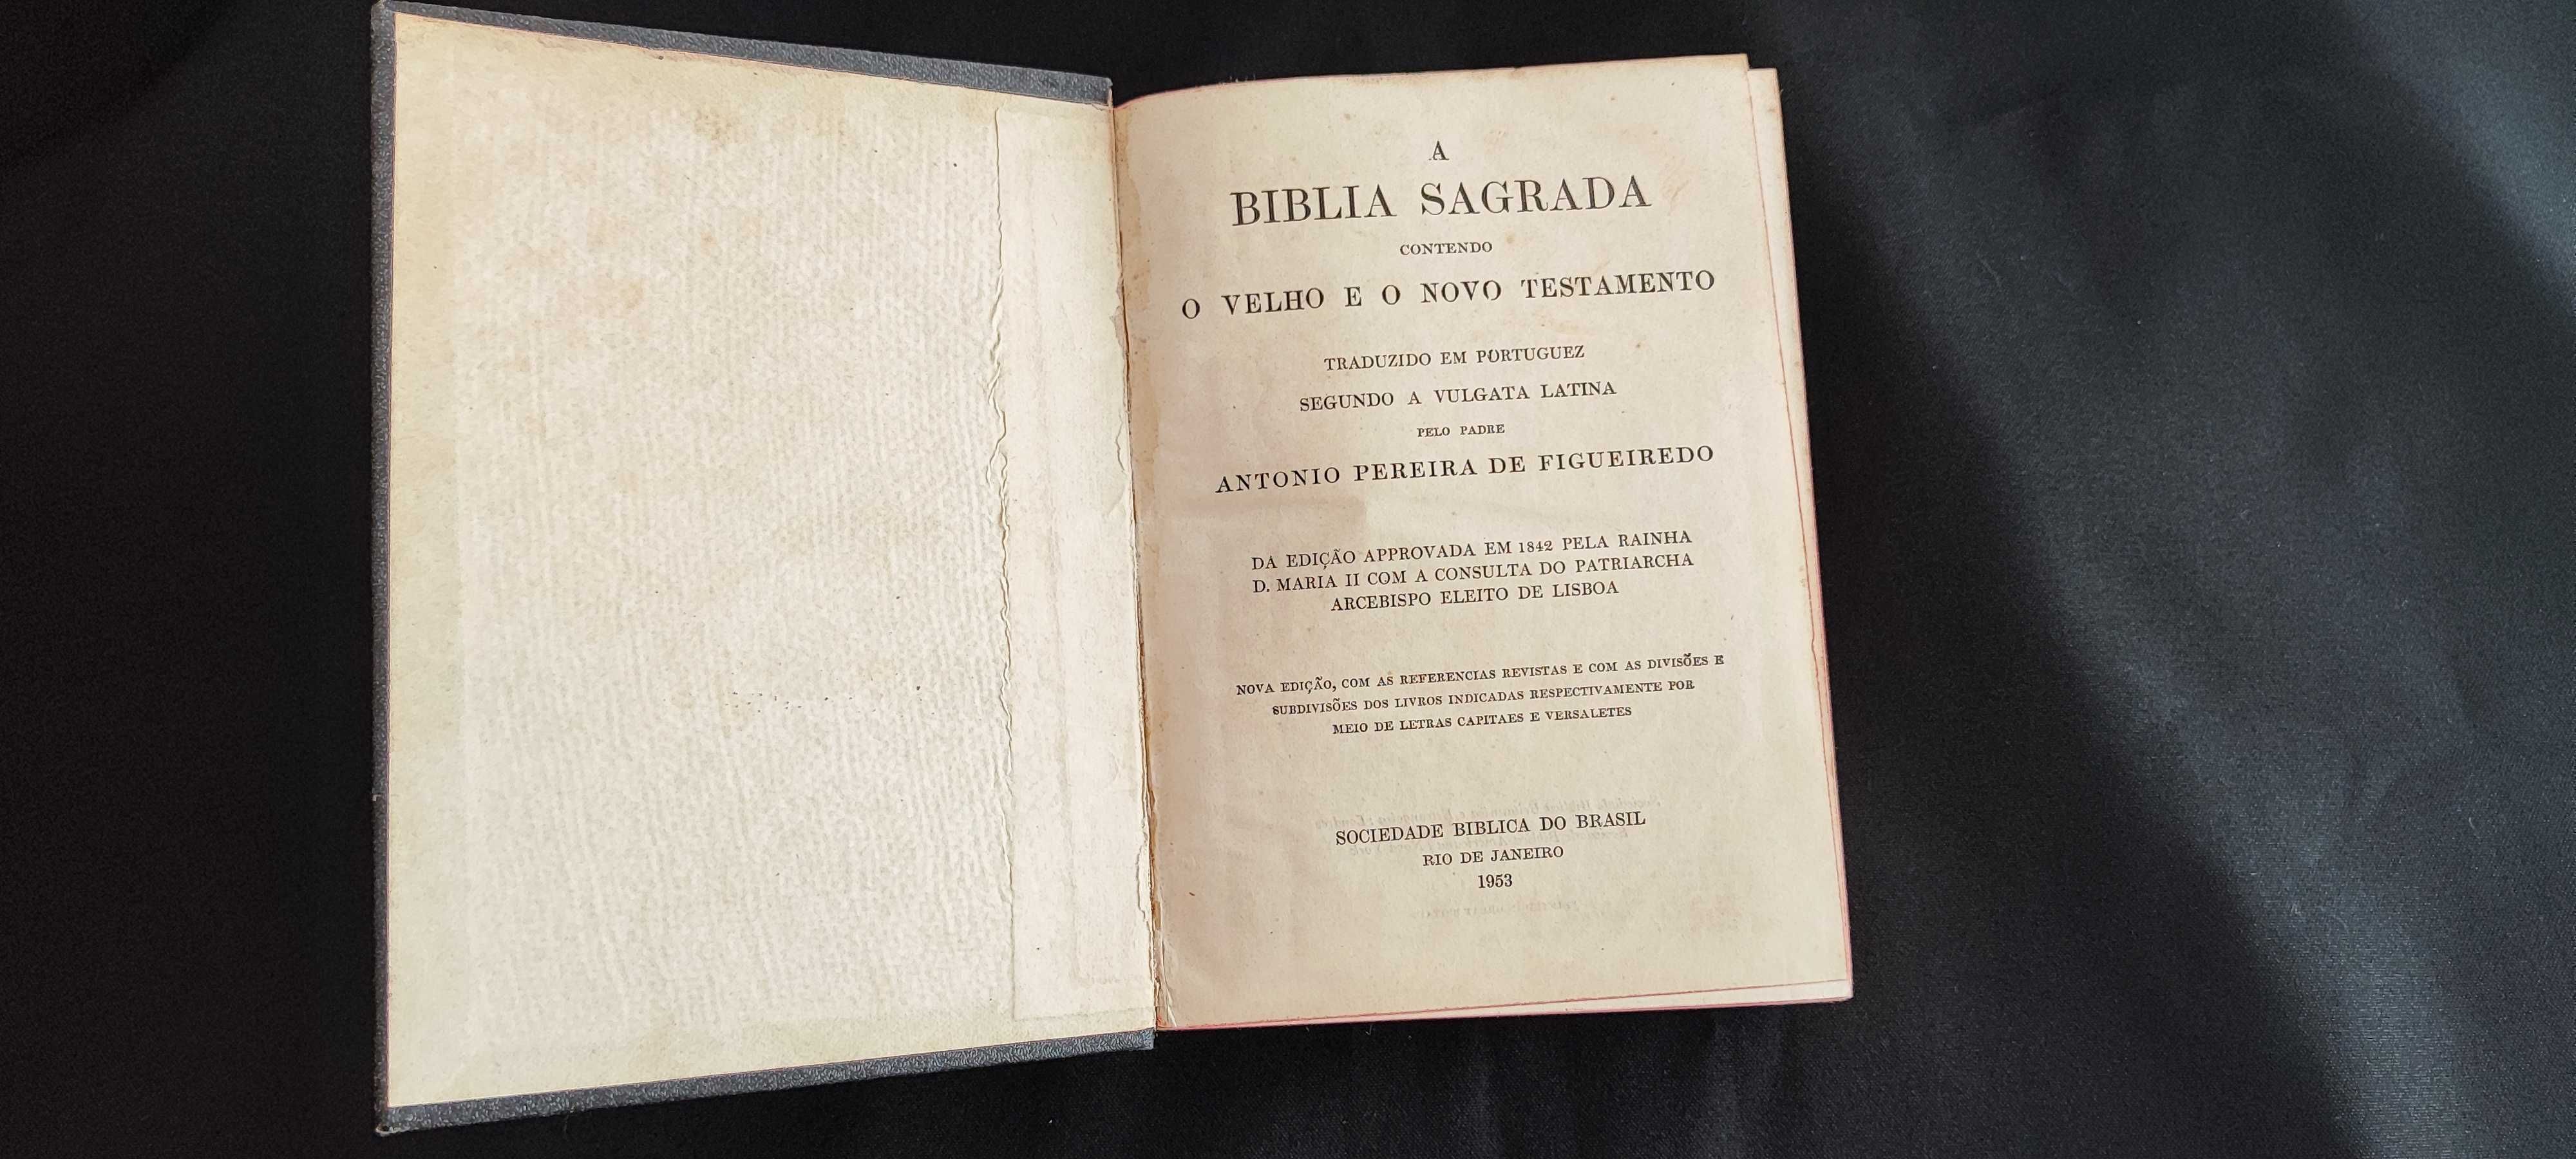 A
BIBLIA SAGRADA
CONTENDO
O VELHO E O NOVO TESTAMENTO
TRADUZIDO EM PORTUGUEZ
SEGUNDO A VULGATA LATINA
PELO PADRE
ANTONIO PEREIRA DE FIGUEIREDO
DA EDIÇÃO APPROVADA EM 1842 PELA RAINHA
D. MARIA II COM A CONSULTA DO PATRIARCHA
ARCEBISPO ELEITO DE LISBOA
NOVA EDIÇÃO, COM AS REFERENCIAS REVISTAS E COM AS DIVISÕES E
SUBDIVISÕES DOS LIVROS INDICADAS RESPECTIVAMENTE POR
MEIO DE LETRAS CAPITAES E VERSALETES
SOCIEDADE BIBLICA DO BRASIL
RIO DE JANEIRO
1953